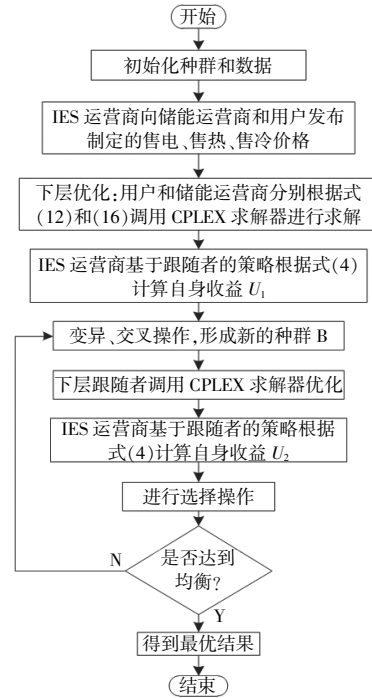 开始
初始化种群和数据
IES 运营商向储能运营商和用户发布
制定的售电、售热、售冷价格
下层优化:用户和储能运营商分别根据式
(12)和(16)调用 CPLEX 求解器进行求解
IES 运营商基于跟随者的策略根据式(4)
计算自身收益 U₁
变异、交叉操作,形成新的种群 B
下层跟随者调用 CPLEX 求解器优化
IES 运营商基于跟随者的策略根据
式(4)计算自身收益 U₂
进行选择操作
N
是否达到
均衡?
Y
得到最优结果
结束